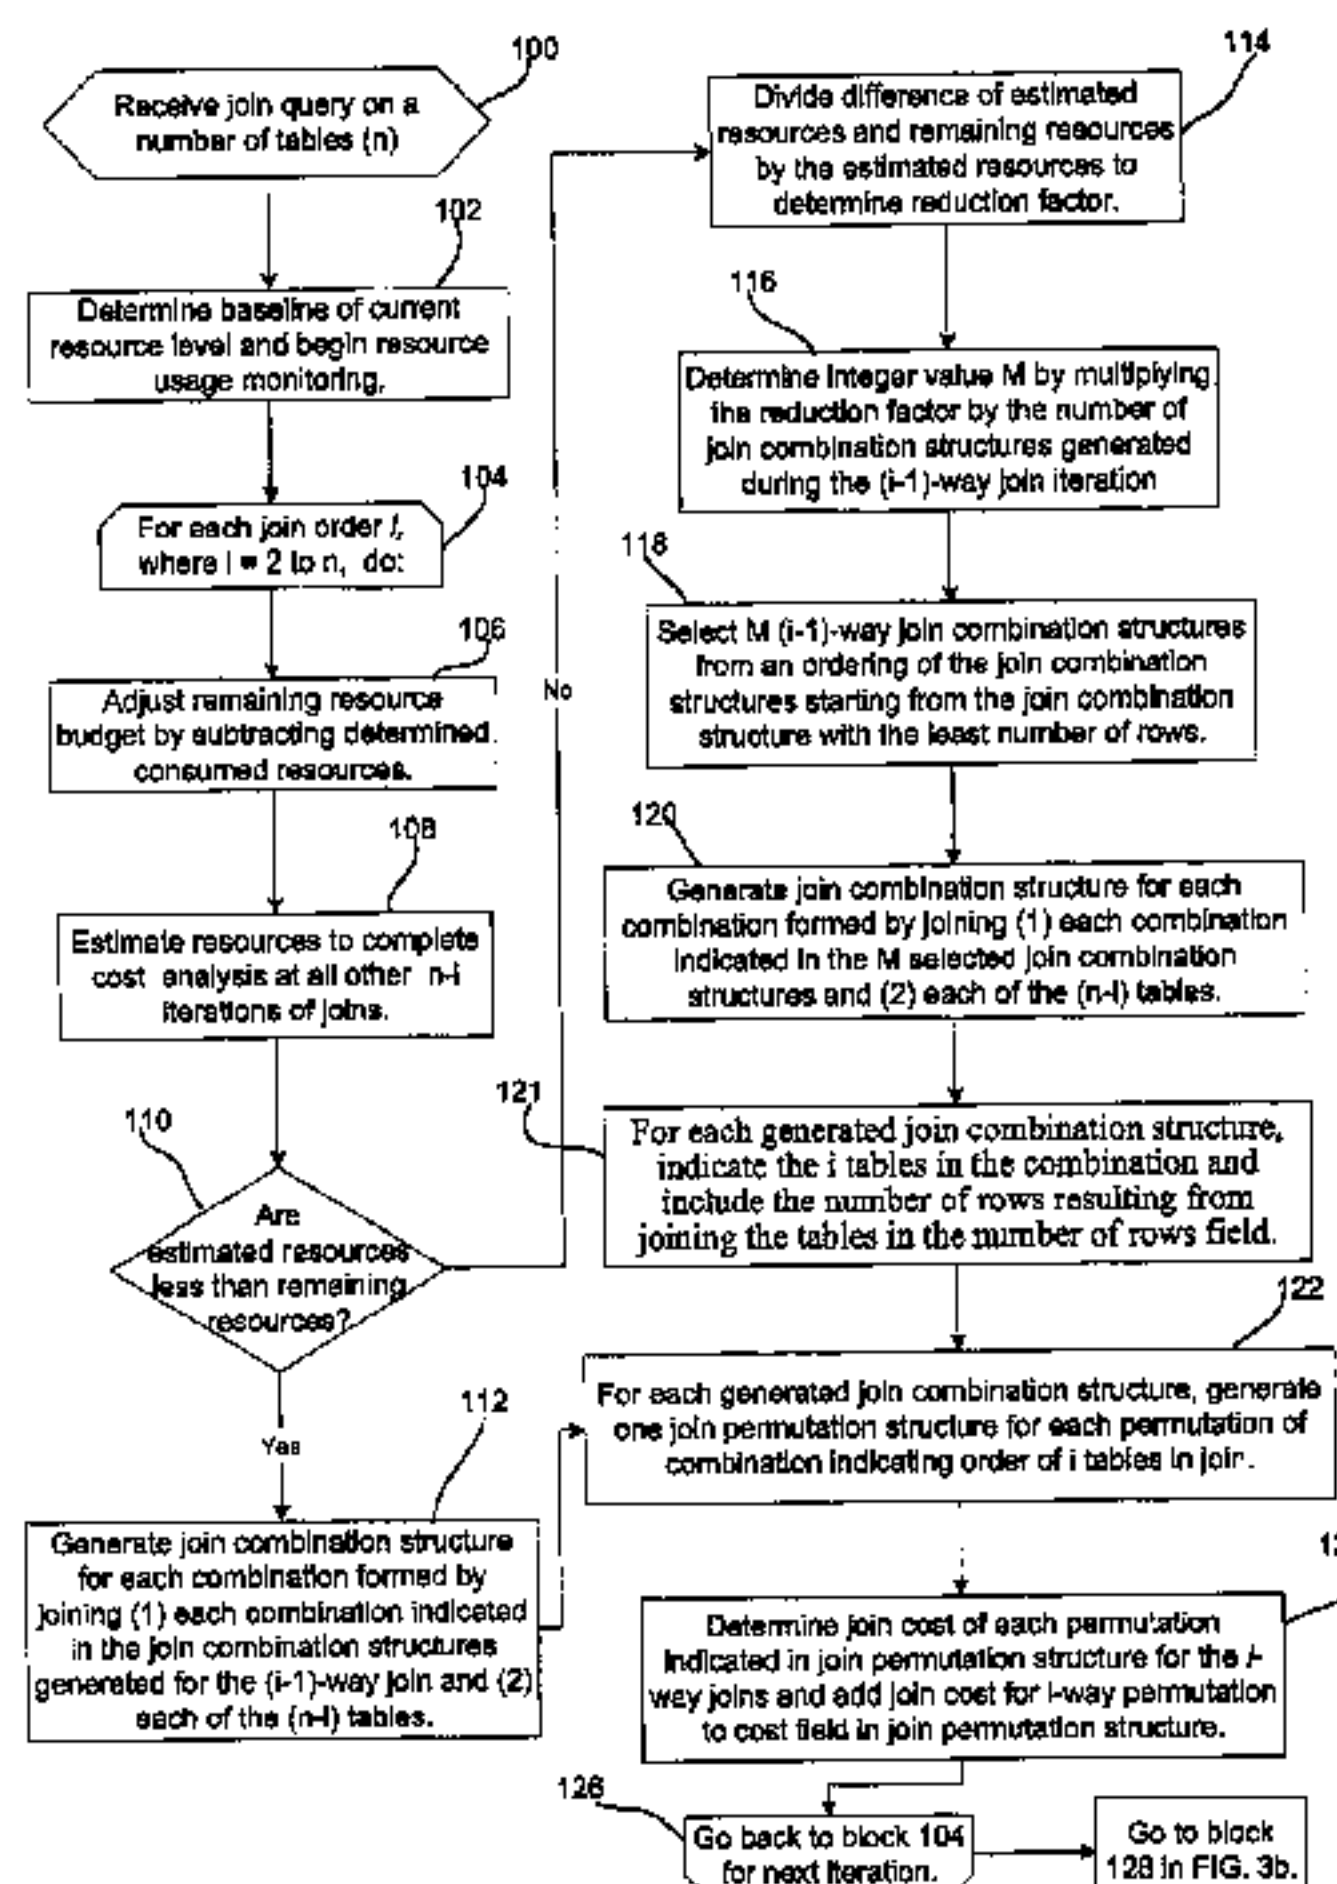 100
Receive join query on a
number of tables (n)
102
Determine baseline of current
resource level and begin resource
usage monitoring.
104
For each join order i,
where i = 2 to n, do:
106
Adjust remaining resource
budget by subtracting determined
consumed resources.
108
Estimate resources to complete
cost analysis at all other n-i
iterations of joins.
110
Are
estimated resources
less than remaining
resources?
No
Yes
112
Generate join combination structure
for each combination formed by
joining (1) each combination indicated
in the join combination structures
generated for the (i-1)-way join and (2)
each of the (n-i) tables.
114
Divide difference of estimated
resources and remaining resources
by the estimated resources to
determine reduction factor.
116
Determine integer value M by multiplying
the reduction factor by the number of
join combination structures generated
during the (i-1)-way join iteration
118
Select M (i-1)-way join combination structures
from an ordering of the join combination
structures starting from the join combination
structure with the least number of rows.
120
Generate join combination structure for each
combination formed by joining (1) each combination
indicated in the M selected join combination
structures and (2) each of the (n-i) tables.
121
For each generated join combination structure,
indicate the i tables in the combination and
include the number of rows resulting from
joining the tables in the number of rows field.
122
For each generated join combination structure, generate
one join permutation structure for each permutation of
combination indicating order of i tables in join.
Determine join cost of each permutation
indicated in join permutation structure for the i-
way joins and add join cost for i-way permutation
to cost field in join permutation structure.
126
Go back to block 104
for next iteration.
Go to block
128 in FIG. 3b.